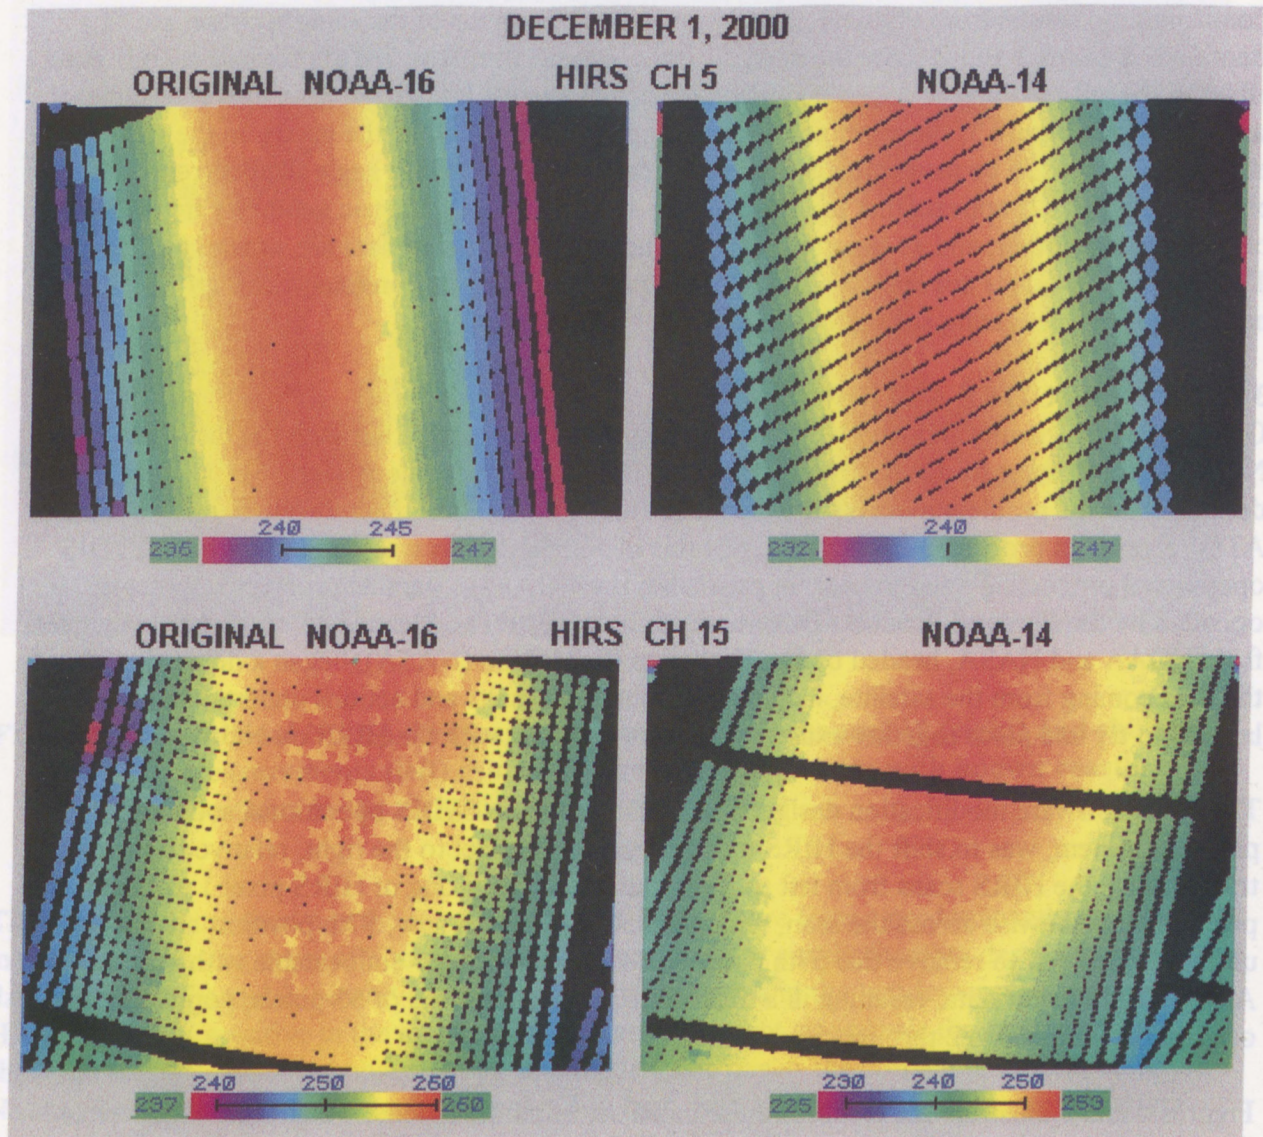 DECEMBER 1, 2000
ORIGINAL NOAA-16 HIRS CH 5 NOAA-14
240 245
236 247
240
232. 247
ORIGINAL NOAA-16 HIRS CH 15 NOAA-14
240 250 260
237 260
230 240 250
225 253